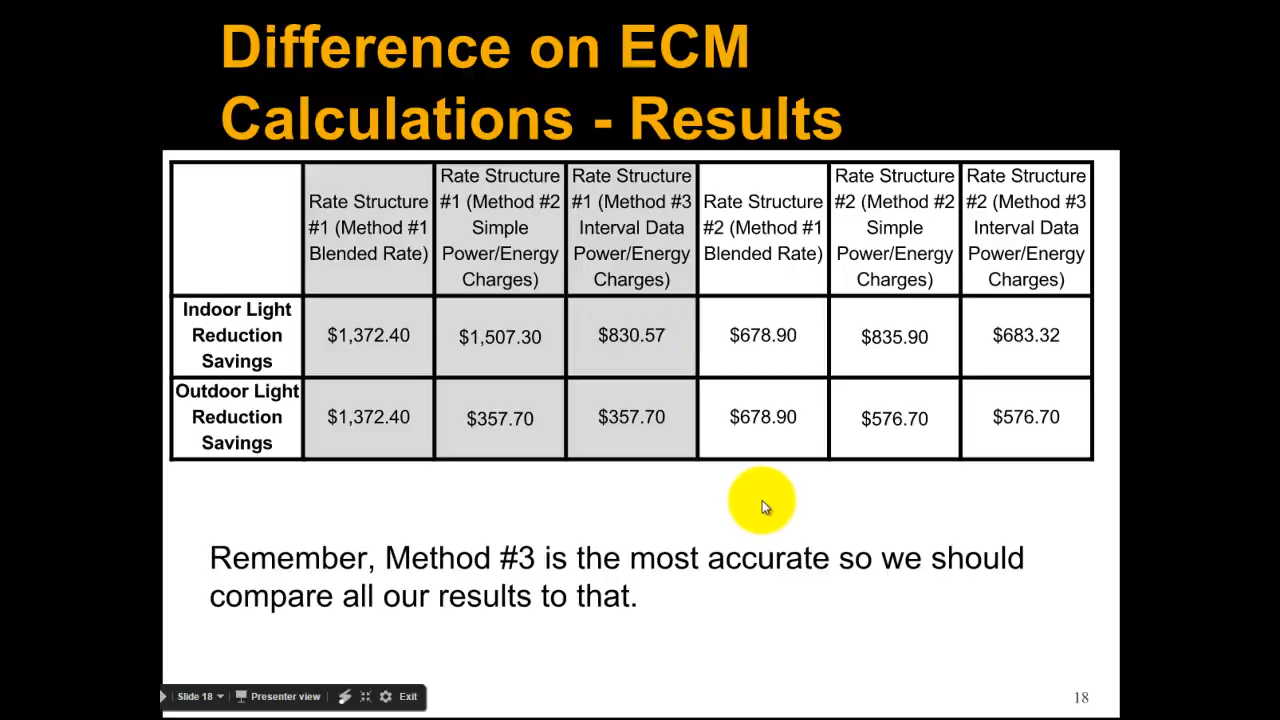 Difference on ECM
Calculations - Results
Rate Structure
#1 (Method #1
Blended Rate)
Rate Structure
#1 (Method #2
Simple
Power/Energy
Charges)
Rate Structure
#1 (Method #3
Interval Data
Power/Energy
Charges)
Rate Structure
#2 (Method #1
Blended Rate)
Rate Structure
#2 (Method #2
Simple
Power/Energy
Charges)
Rate Structure
#2 (Method #3
Interval Data
Power/Energy
Charges)
Indoor Light
Reduction
Savings
$1,372.40
$1,507.30
$830.57
$678.90
$835.90
$683.32
Outdoor Light
Reduction
Savings
$1,372.40
$357.70
$357.70
$678.90
$576.70
$576.70
Remember, Method #3 is the most accurate so we should
compare all our results to that.
Slide 18 Presenter view Exit
18